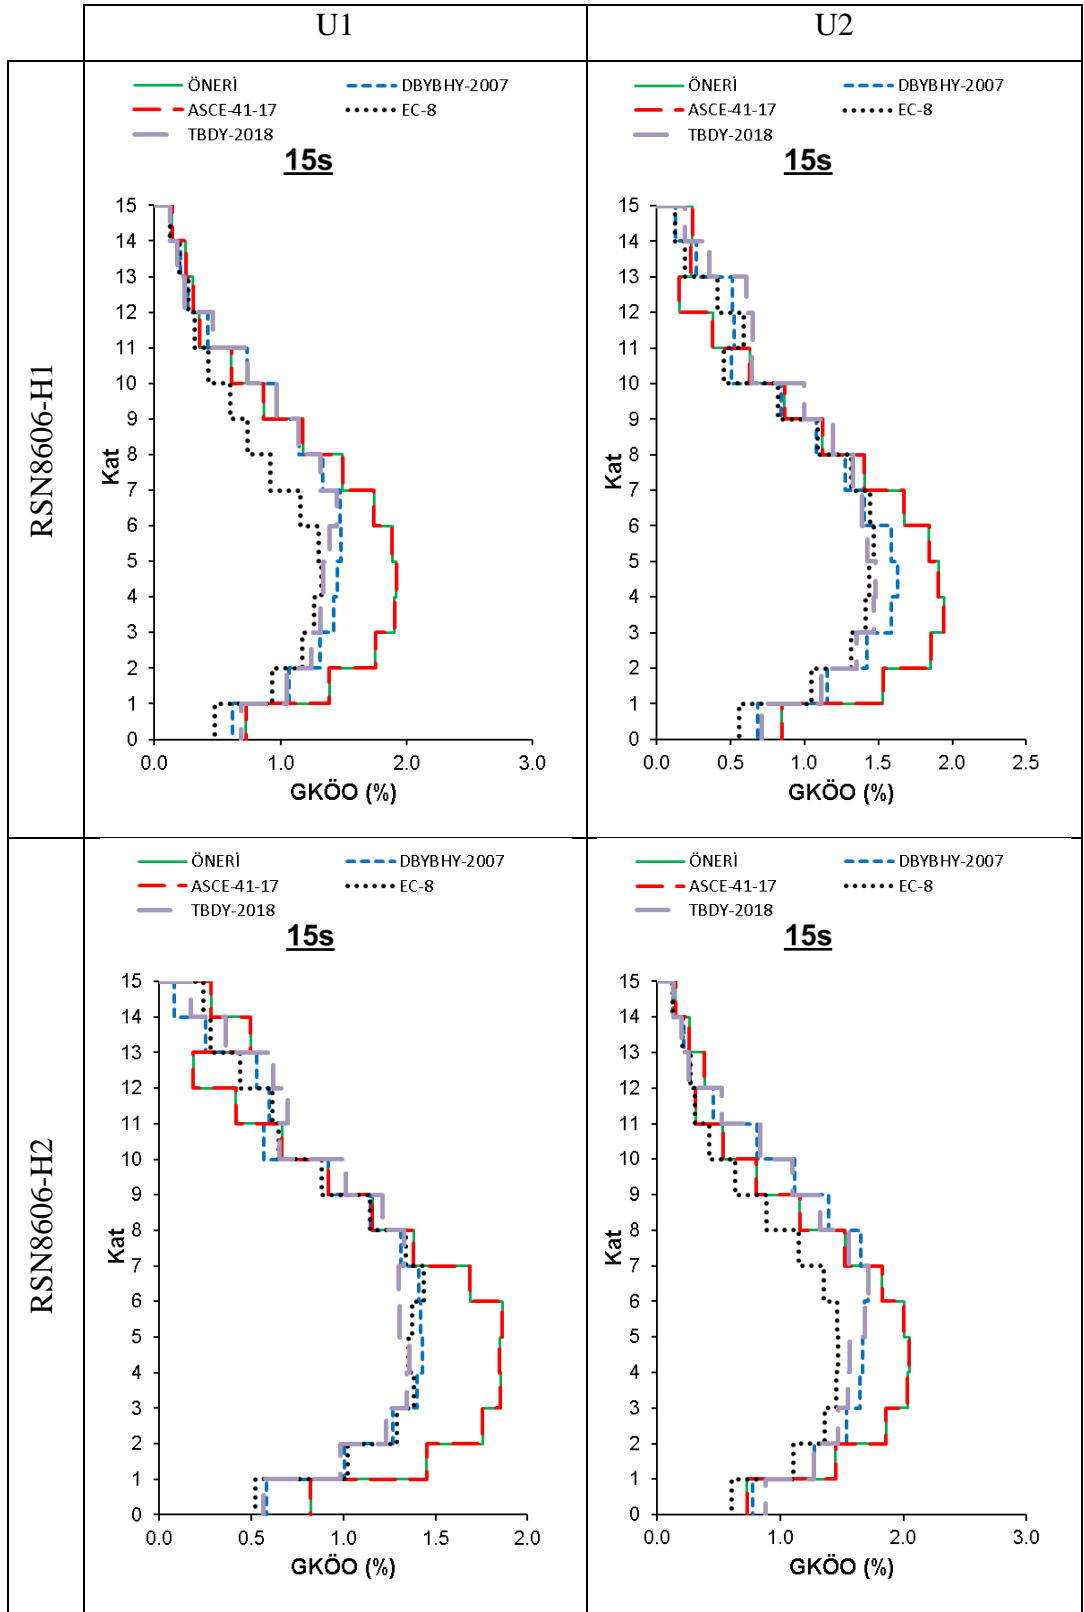 U1 U2
RSN8606-H1
ÖNERİ DBYBHY-2007
ASCE-41-17 EC-8
TBDY-2018
15s
Kat
15
14
13
12
11
10
9
8
7
6
5
4
3
2
1
0
0.0 1.0 2.0 3.0
GKÖO (%)
ÖNERİ DBYBHY-2007
ASCE-41-17 EC-8
TBDY-2018
15s
Kat
15
14
13
12
11
10
9
8
7
6
5
4
3
2
1
0
0.0 0.5 1.0 1.5 2.0 2.5
GKÖO (%)
RSN8606-H2
ÖNERİ DBYBHY-2007
ASCE-41-17 EC-8
TBDY-2018
15s
Kat
15
14
13
12
11
10
9
8
7
6
5
4
3
2
1
0
0.0 0.5 1.0 1.5 2.0
GKÖO (%)
ÖNERİ DBYBHY-2007
ASCE-41-17 EC-8
TBDY-2018
15s
Kat
15
14
13
12
11
10
9
8
7
6
5
4
3
2
1
0
0.0 1.0 2.0 3.0
GKÖO (%)